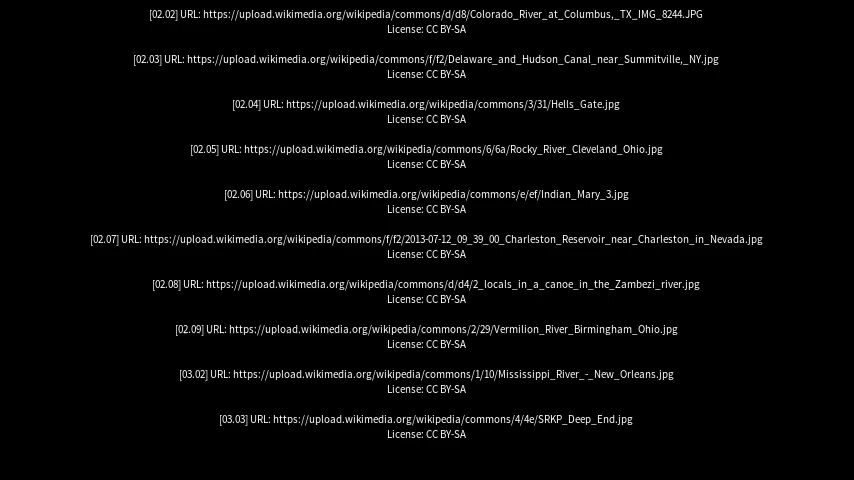 [02.02] URL: https://upload.wikimedia.org/wikipedia/commons/d/d8/Colorado_River_at_Columbus,_TX_IMG_8244.JPG
License: CC BY-SA
[02.03] URL: https://upload.wikimedia.org/wikipedia/commons/f/f2/Delaware_and_Hudson_Canal_near_Summitville,_NY.jpg
License: CC BY-SA
[02.04] URL: https://upload.wikimedia.org/wikipedia/commons/3/31/Hells_Gate.jpg
License: CC BY-SA
[02.05] URL: https://upload.wikimedia.org/wikipedia/commons/6/6a/Rocky_River_Cleveland_Ohio.jpg
License: CC BY-SA
[02.06] URL: https://upload.wikimedia.org/wikipedia/commons/e/ef/Indian_Mary_3.jpg
License: CC BY-SA
[02.07] URL: https://upload.wikimedia.org/wikipedia/commons/f/f2/2013-07-12_09_39_00_Charleston_Reservoir_near_Charleston_in_Nevada.jpg
License: CC BY-SA
[02.08] URL: https://upload.wikimedia.org/wikipedia/commons/d/d4/2_locals_in_a_canoe_in_the_Zambezi_river.jpg
License: CC BY-SA
[02.09] URL: https://upload.wikimedia.org/wikipedia/commons/2/29/Vermilion_River_Birmingham_Ohio.jpg
License: CC BY-SA
[03.02] URL: https://upload.wikimedia.org/wikipedia/commons/1/10/Mississippi_River_-_New_Orleans.jpg
License: CC BY-SA
[03.03] URL: https://upload.wikimedia.org/wikipedia/commons/4/4e/SRKP_Deep_End.jpg
License: CC BY-SA